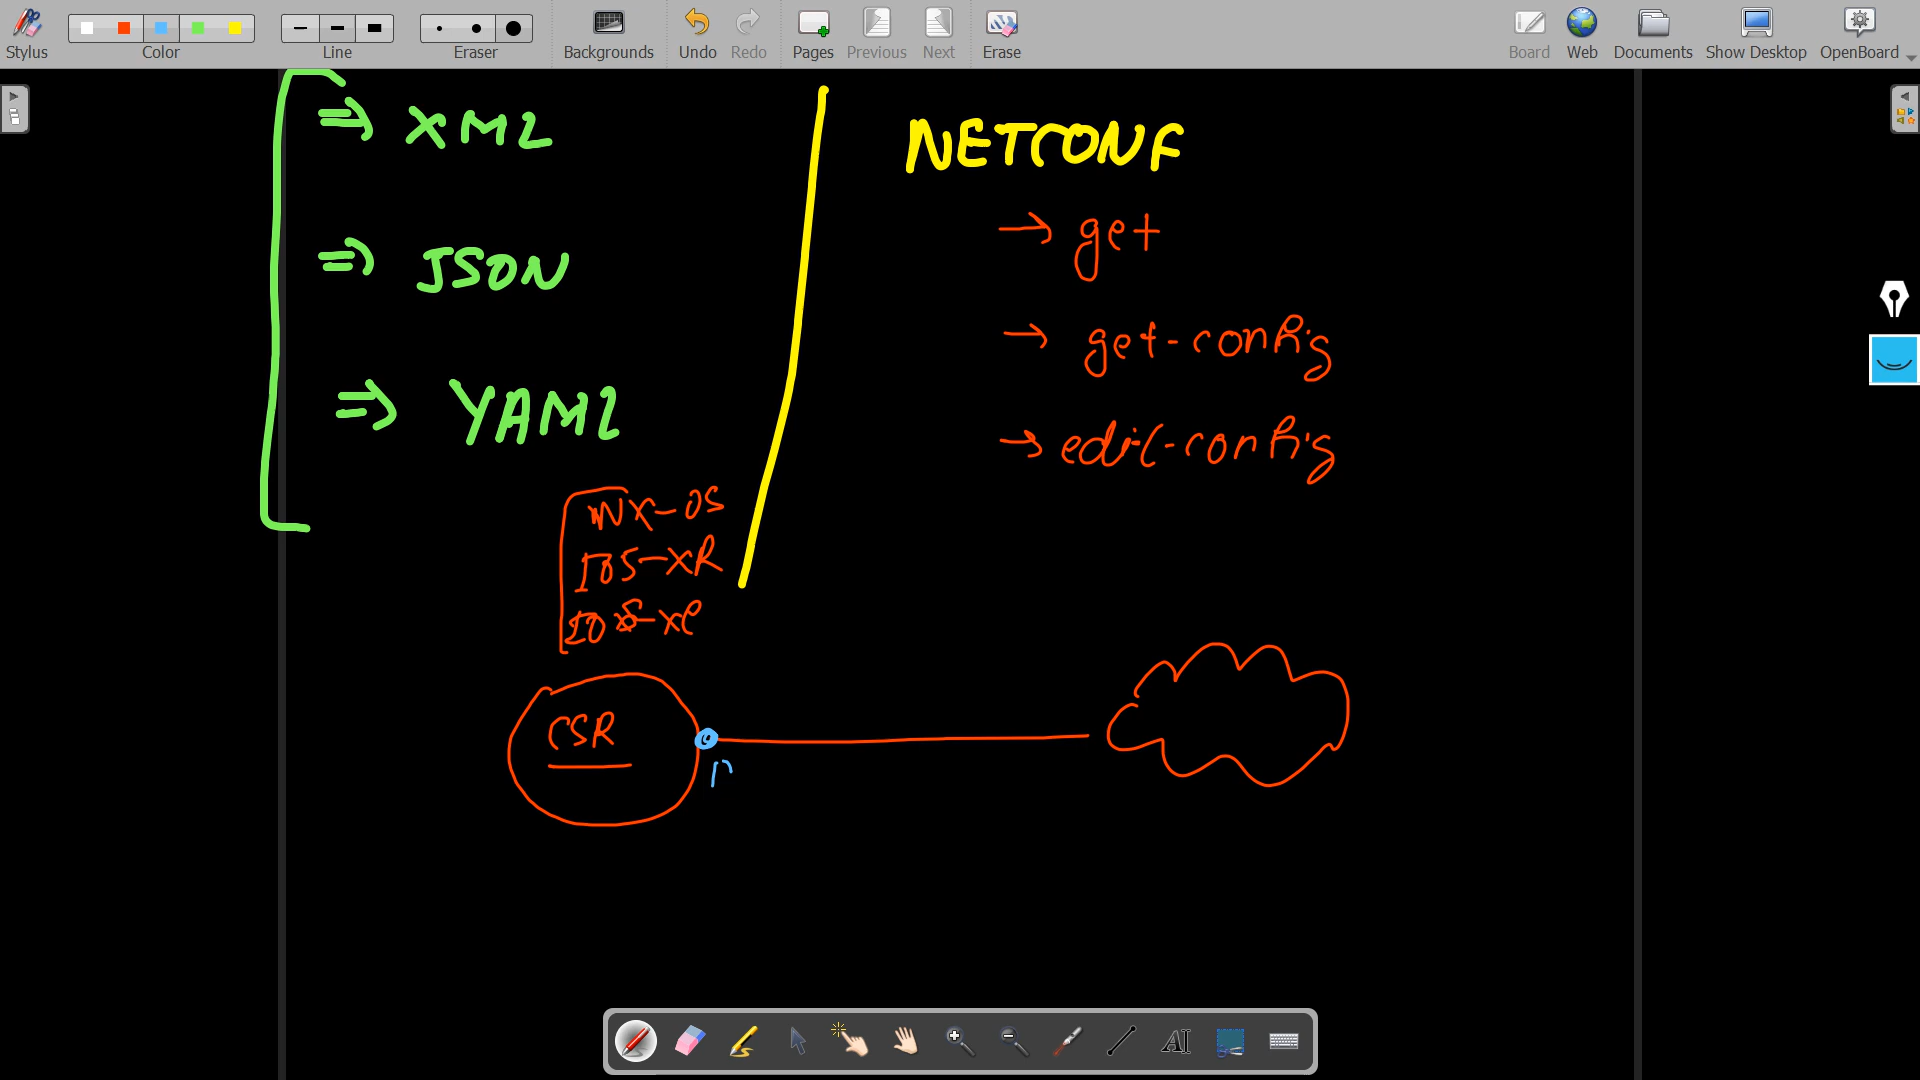 Stylus
Color
Line
Eraser
Backgrounds
Undo
Redo
Pages
Previous
Next
Erase
Board
Web
Documents
Show Desktop
OpenBoard
⇒ XML
⇒ JSON
⇒ YAML
NETCONF
→ get
→ get-config
→ edit-config
NX-OS
IOS-XR
IOS-XE
CSR
AI